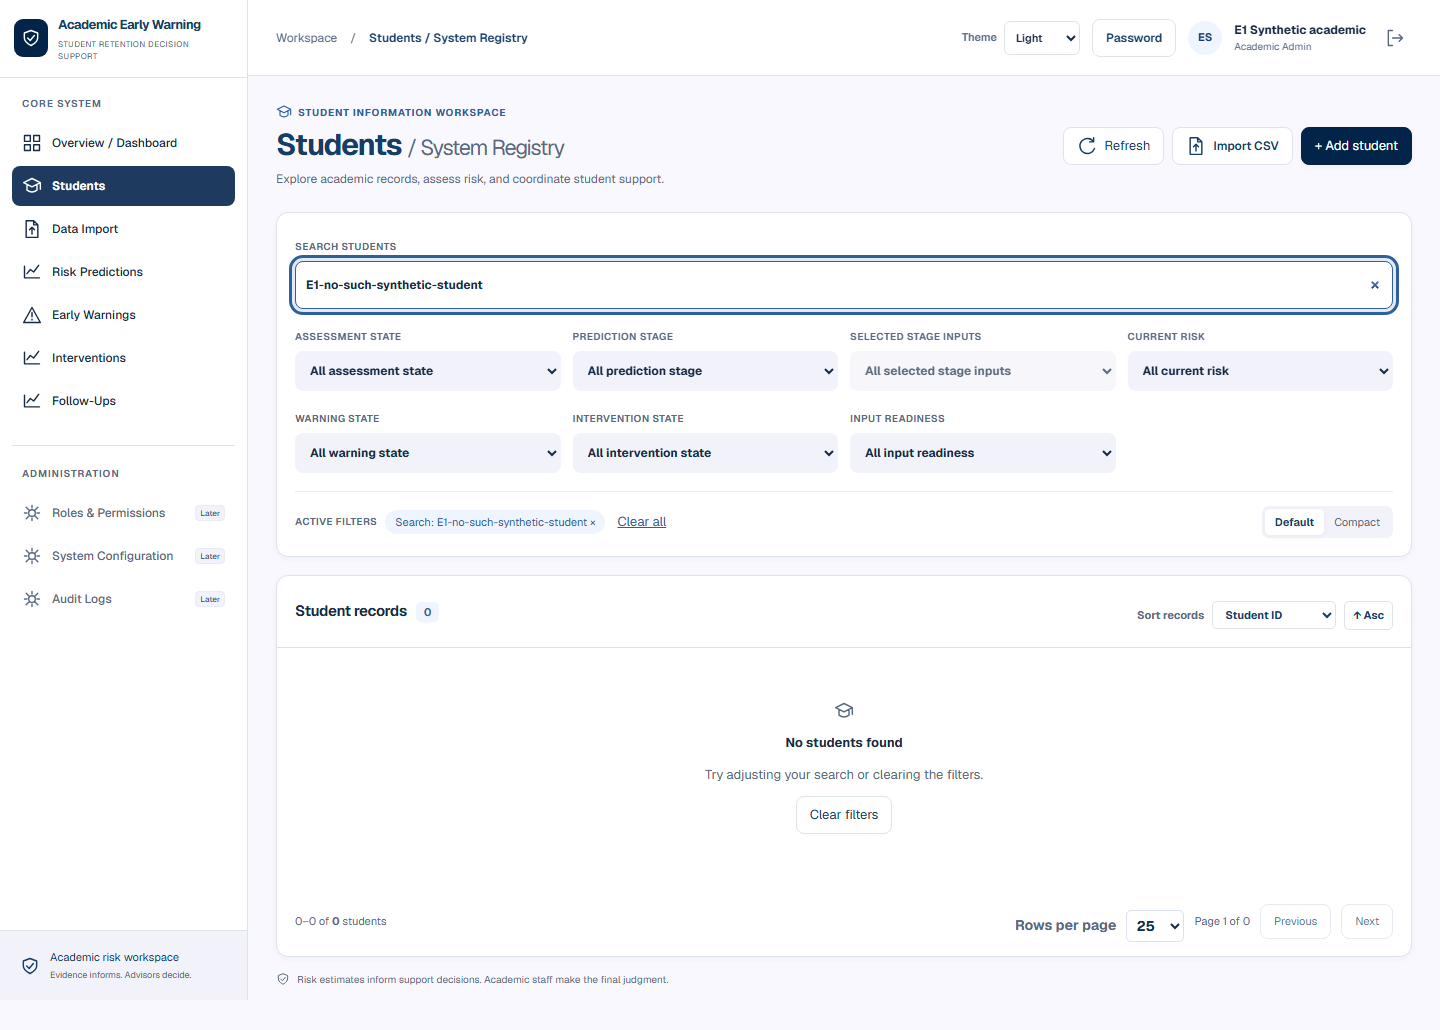 Academic Early Warning
STUDENT RETENTION DECISION
SUPPORT
CORE SYSTEM
Overview / Dashboard
Students
Data Import
Risk Predictions
Early Warnings
Interventions
Follow-Ups
ADMINISTRATION
Roles & Permissions Later
System Configuration Later
Audit Logs Later
Academic risk workspace
Evidence informs. Advisors decide.
Workspace / Students / System Registry
Theme Light Password ES E1 Synthetic academic
Academic Admin
STUDENT INFORMATION WORKSPACE
Students / System Registry
Explore academic records, assess risk, and coordinate student support.
Refresh Import CSV + Add student
SEARCH STUDENTS
E1-no-such-synthetic-student ×
ASSESSMENT STATE PREDICTION STAGE SELECTED STAGE INPUTS CURRENT RISK
All assessment state All prediction stage All selected stage inputs All current risk
WARNING STATE INTERVENTION STATE INPUT READINESS
All warning state All intervention state All input readiness
ACTIVE FILTERS Search: E1-no-such-synthetic-student × Clear all Default Compact
Student records 0 Sort records Student ID ↑ Asc
No students found
Try adjusting your search or clearing the filters.
Clear filters
0–0 of 0 students Rows per page 25 Page 1 of 0 Previous Next
Risk estimates inform support decisions. Academic staff make the final judgment.